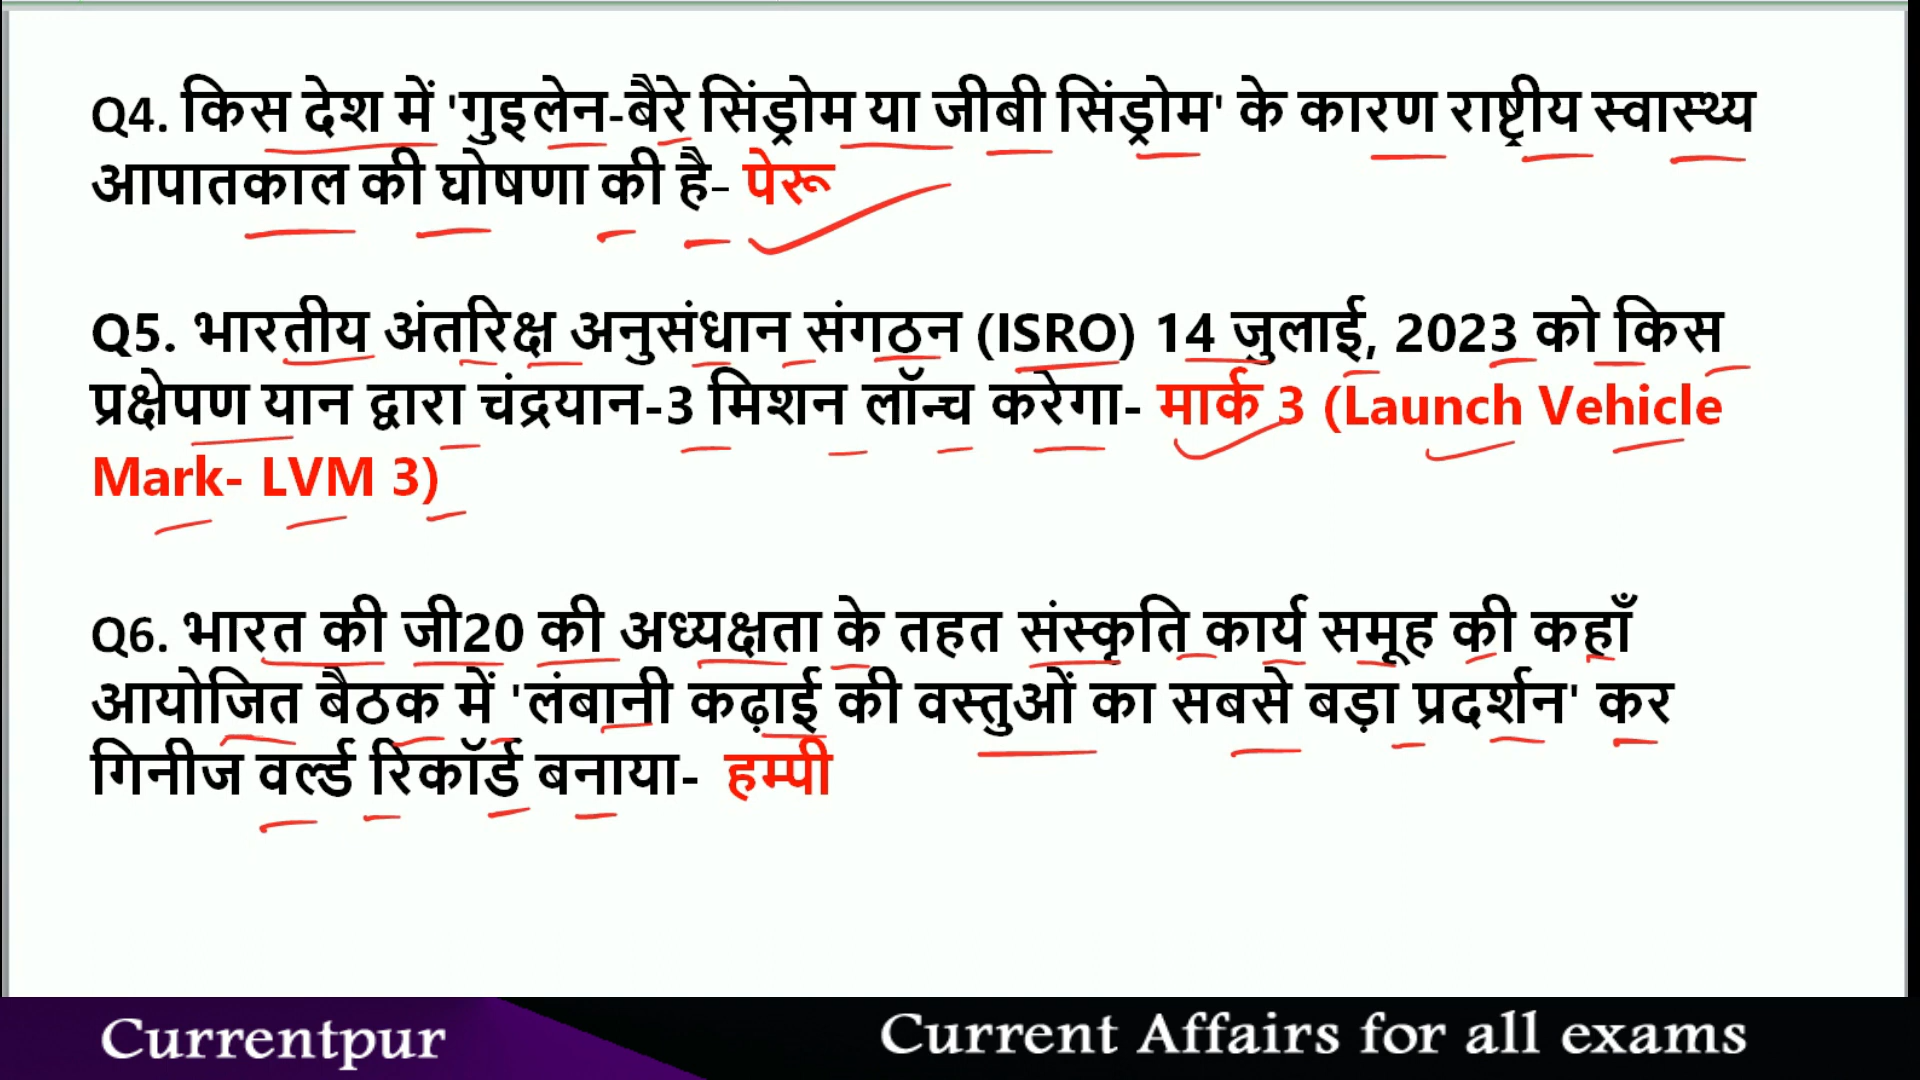 Q4. किस देश में 'गुइलेन-बैरे सिंड्रोम या जीबी सिंड्रोम' के कारण राष्ट्रीय स्वास्थ्य
आपातकाल की घोषणा की है- पेरू
Q5. भारतीय अंतरिक्ष अनुसंधान संगठन (ISRO) 14 जुलाई, 2023 को किस
प्रक्षेपण यान द्वारा चंद्रयान-3 मिशन लॉन्च करेगा- मार्क 3 (Launch Vehicle
Mark- LVM 3)
Q6. भारत की जी20 की अध्यक्षता के तहत संस्कृति कार्य समूह की कहाँ
आयोजित बैठक में 'लंबानी कढ़ाई की वस्तुओं का सबसे बड़ा प्रदर्शन' कर
गिनीज वर्ल्ड रिकॉर्ड बनाया- हम्पी
Currentpur
Current Affairs for all exams